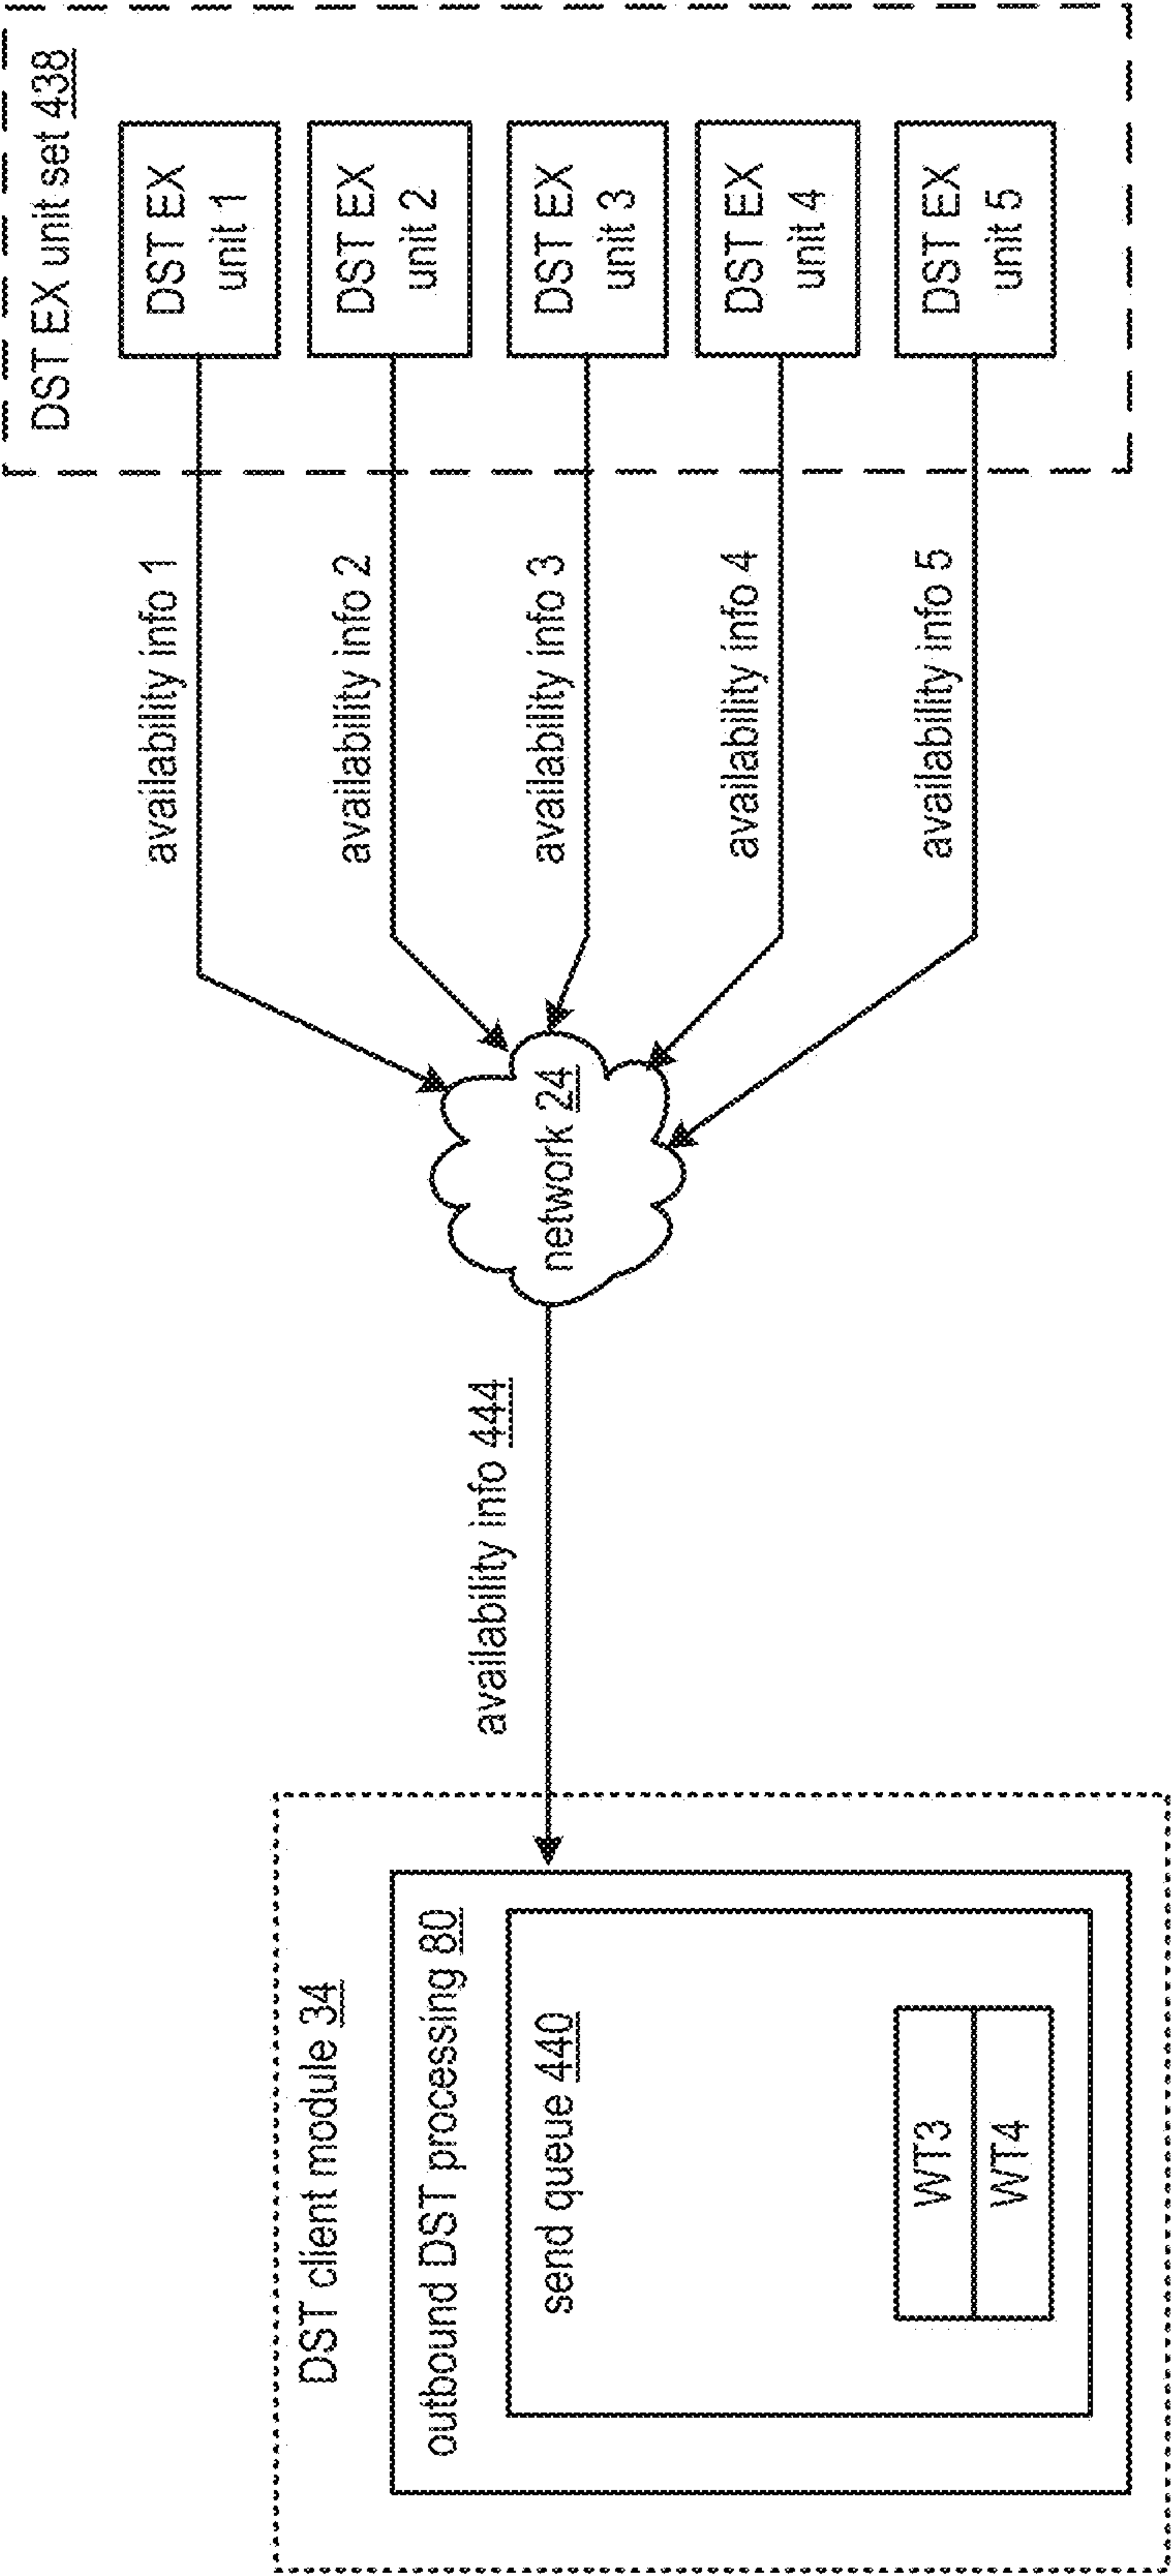 DST client module 34
outbound DST processing 80
send queue 440
WT3
WT4
availability info 444
network 24
availability info 1
availability info 2
availability info 3
availability info 4
availability info 5
DST EX unit set 438
DST EX
unit 1
DST EX
unit 2
DST EX
unit 3
DST EX
unit 4
DST EX
unit 5